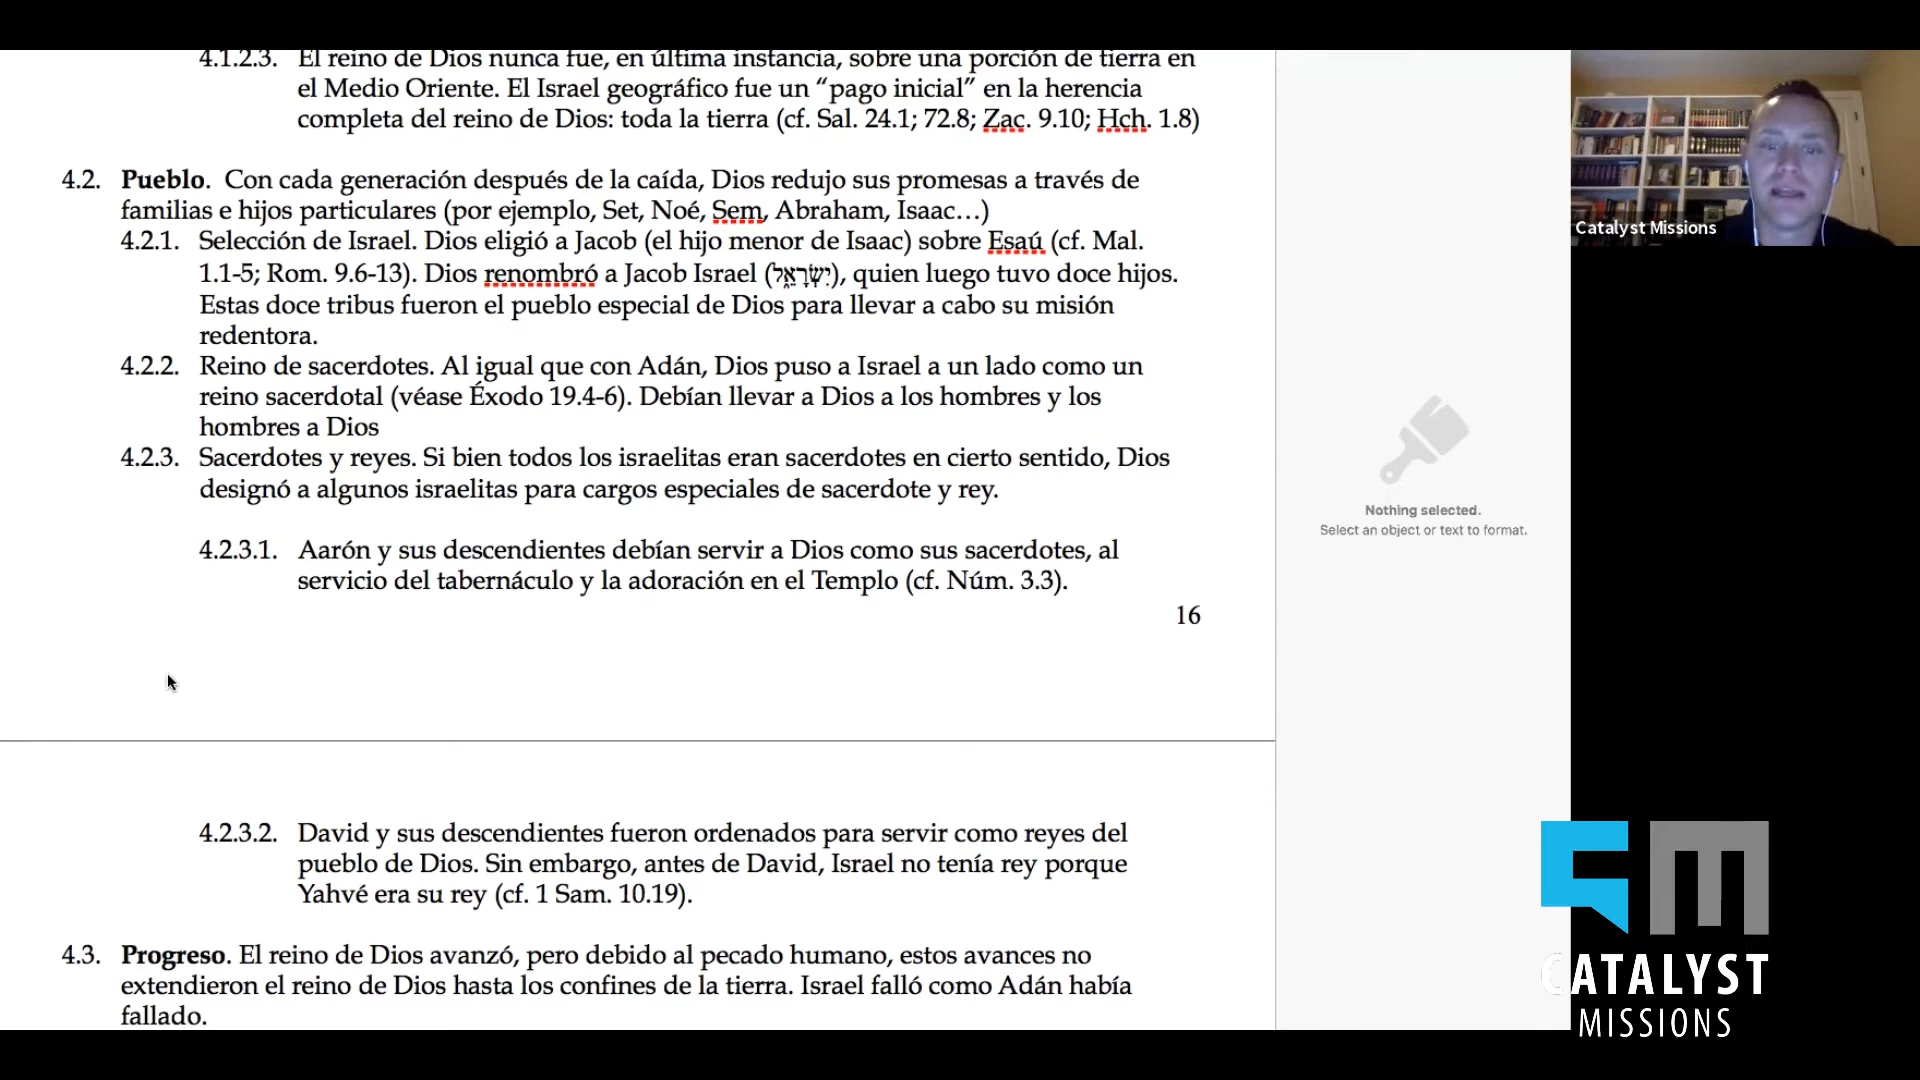 4.1.2.3. El reino de Dios nunca fue, en última instancia, sobre una porción de tierra en
el Medio Oriente. El Israel geográfico fue un “pago inicial” en la herencia
completa del reino de Dios: toda la tierra (cf. Sal. 24.1; 72.8; Zac. 9.10; Hch. 1.8)
4.2. Pueblo. Con cada generación después de la caída, Dios redujo sus promesas a través de
familias e hijos particulares (por ejemplo, Set, Noé, Sem, Abraham, Isaac…)
4.2.1. Selección de Israel. Dios eligió a Jacob (el hijo menor de Isaac) sobre Esaú (cf. Mal.
1.1-5; Rom. 9.6-13). Dios renombró a Jacob Israel (יִשְׂרָאֵ֑ל), quien luego tuvo doce hijos.
Estas doce tribus fueron el pueblo especial de Dios para llevar a cabo su misión
redentora.
4.2.2. Reino de sacerdotes. Al igual que con Adán, Dios puso a Israel a un lado como un
reino sacerdotal (véase Éxodo 19.4-6). Debían llevar a Dios a los hombres y los
hombres a Dios
4.2.3. Sacerdotes y reyes. Si bien todos los israelitas eran sacerdotes en cierto sentido, Dios
designó a algunos israelitas para cargos especiales de sacerdote y rey.
4.2.3.1. Aarón y sus descendientes debían servir a Dios como sus sacerdotes, al
servicio del tabernáculo y la adoración en el Templo (cf. Núm. 3.3).
16
4.2.3.2. David y sus descendientes fueron ordenados para servir como reyes del
pueblo de Dios. Sin embargo, antes de David, Israel no tenía rey porque
Yahvé era su rey (cf. 1 Sam. 10.19).
4.3. Progreso. El reino de Dios avanzó, pero debido al pecado humano, estos avances no
extendieron el reino de Dios hasta los confines de la tierra. Israel falló como Adán había
fallado.
Nothing selected.
Select an object or text to format.
Catalyst Missions
CATALYST
MISSIONS